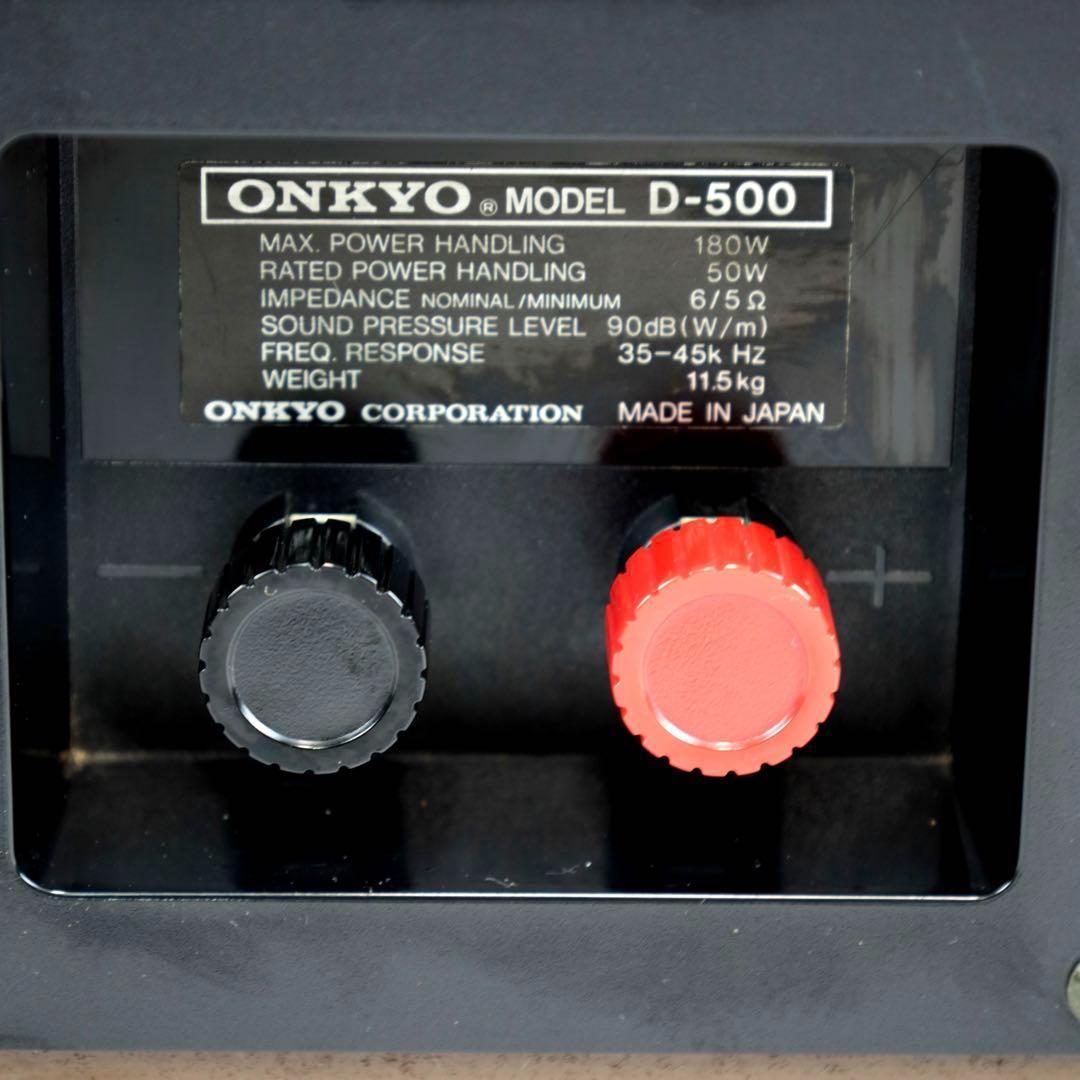 ONKYO ® MODEL D-500
MAX. POWER HANDLING 180W
RATED POWER HANDLING 50W
IMPEDANCE NOMINAL/MINIMUM 6/5Ω
SOUND PRESSURE LEVEL 90dB(W/m)
FREQ. RESPONSE 35-45k Hz
WEIGHT 11.5kg
ONKYO CORPORATION MADE IN JAPAN
− +